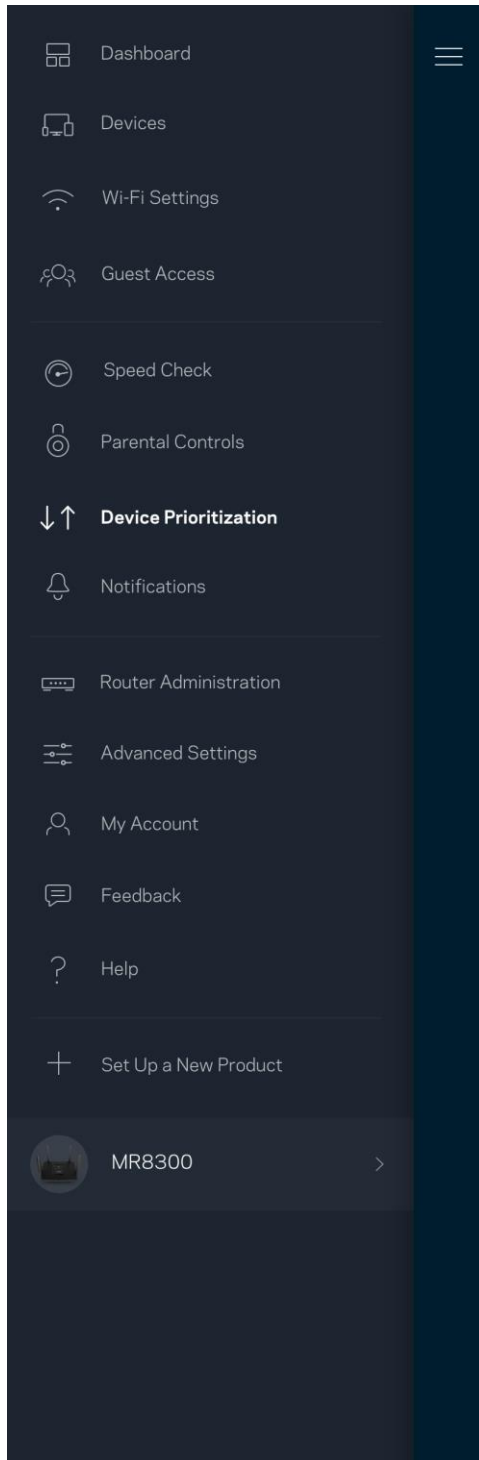 Dashboard
Devices
Wi-Fi Settings
Guest Access
Speed Check
Parental Controls
Device Prioritization
Notifications
Router Administration
Advanced Settings
My Account
Feedback
Help
Set Up a New Product
MR8300